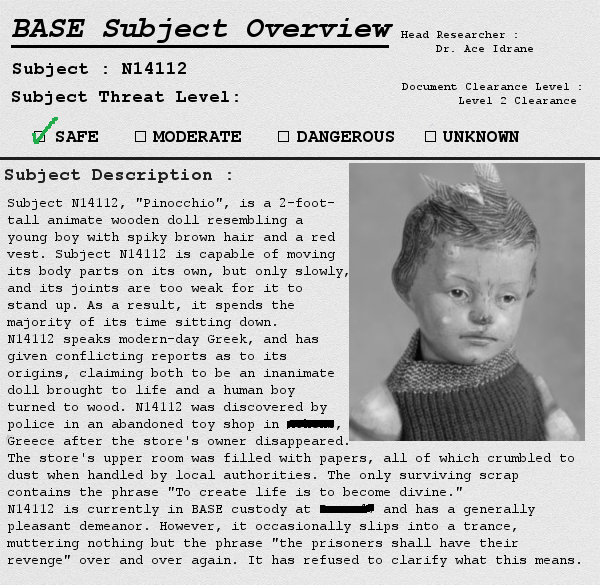 BASE Subject Overview
Head Researcher :
Dr. Ace Idrane
Subject : N14112
Subject Threat Level:
Document Clearance Level :
Level 2 Clearance
SAFE MODERATE DANGEROUS UNKNOWN
Subject Description :
Subject N14112, "Pinocchio", is a 2-foot-
tall animate wooden doll resembling a
young boy with spiky brown hair and a red
vest. Subject N14112 is capable of moving
its body parts on its own, but only slowly,
and its joints are too weak for it to
stand up. As a result, it spends the
majority of its time sitting down.
N14112 speaks modern-day Greek, and has
given conflicting reports as to its
origins, claiming both to be an inanimate
doll brought to life and a human boy
turned to wood. N14112 was discovered by
police in an abandoned toy shop in ,
Greece after the store's owner disappeared.
The store's upper room was filled with papers, all of which crumbled to
dust when handled by local authorities. The only surviving scrap
contains the phrase "To create life is to become divine."
N14112 is currently in BASE custody at and has a generally
pleasant demeanor. However, it occasionally slips into a trance,
muttering nothing but the phrase "the prisoners shall have their
revenge" over and over again. It has refused to clarify what this means.